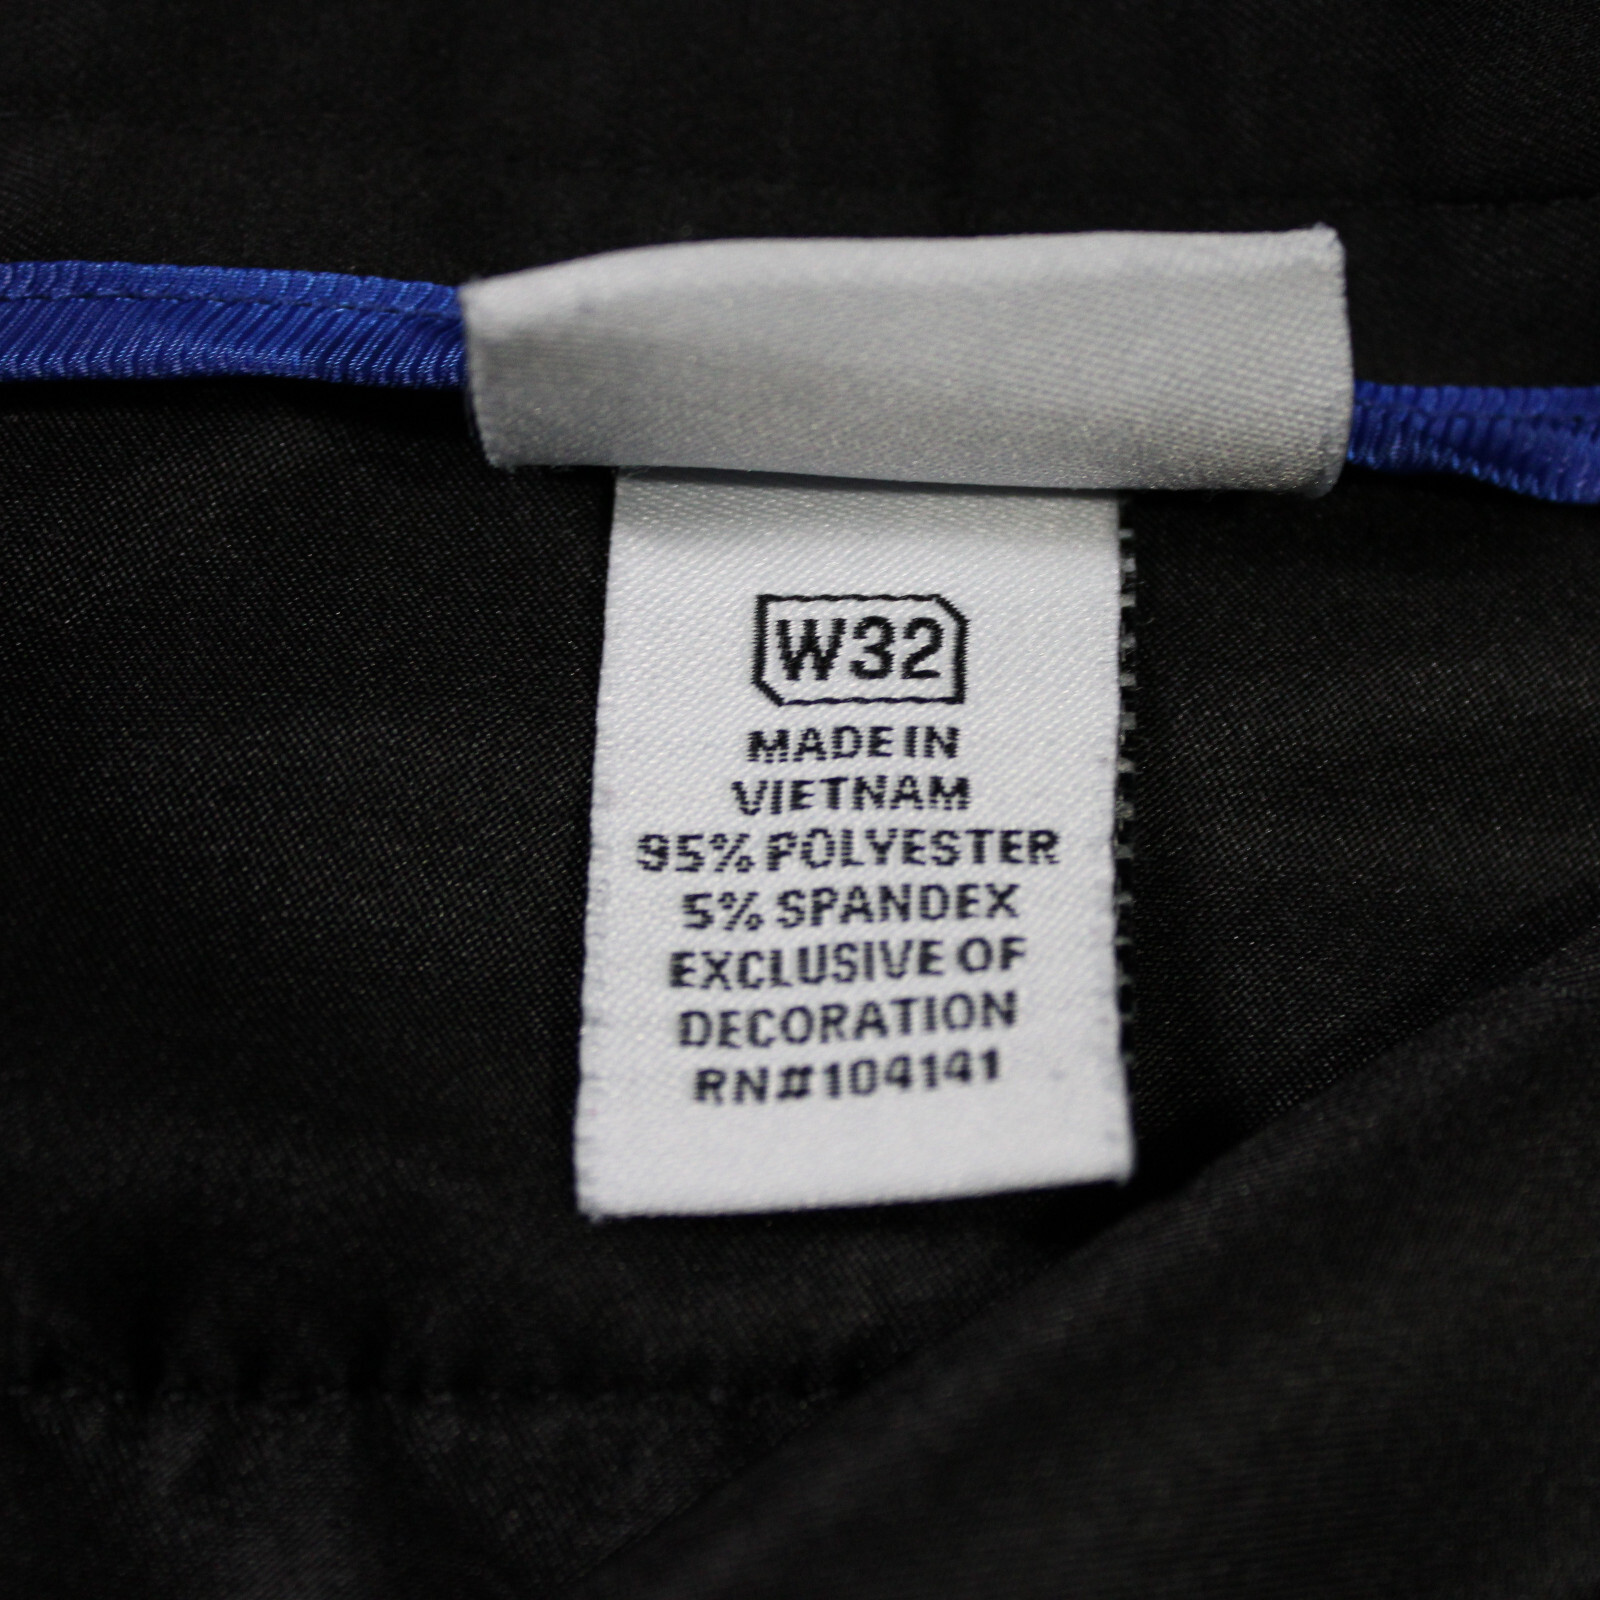 W32
MADE IN
VIETNAM
95% POLYESTER
5% SPANDEX
EXCLUSIVE OF
DECORATION
RN#104141